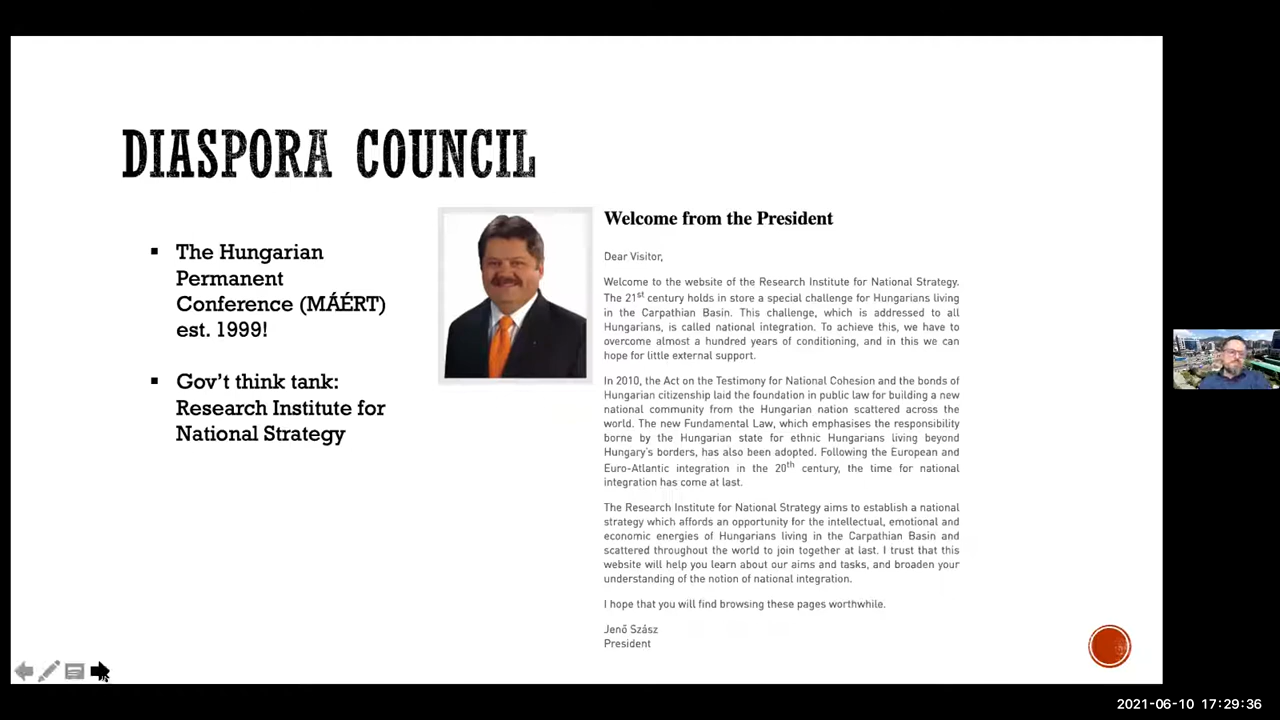 DIASPORA COUNCIL
▪ The Hungarian
Permanent
Conference (MÁÉRT)
est. 1999!
▪ Gov't think tank:
Research Institute for
National Strategy
Welcome from the President
Dear Visitor,
Welcome to the website of the Research Institute for National Strategy.
The 21st century holds in store a special challenge for Hungarians living
in the Carpathian Basin. This challenge, which is addressed to all
Hungarians, is called national integration. To achieve this, we have to
overcome almost a hundred years of conditioning, and in this we can
hope for little external support.
In 2010, the Act on the Testimony for National Cohesion and the bonds of
Hungarian citizenship laid the foundation in public law for building a new
national community from the Hungarian nation scattered across the
world. The new Fundamental Law, which emphasises the responsibility
borne by the Hungarian state for ethnic Hungarians living beyond
Hungary's borders, has also been adopted. Following the European and
Euro-Atlantic integration in the 20th century, the time for national
integration has come at last.
The Research Institute for National Strategy aims to establish a national
strategy which affords an opportunity for the intellectual, emotional and
economic energies of Hungarians living in the Carpathian Basin and
scattered throughout the world to join together at last. I trust that this
website will help you learn about our aims and tasks, and broaden your
understanding of the notion of national integration.
I hope that you will find browsing these pages worthwhile.
Jenő Szász
President
2021-06-10 17:29:36